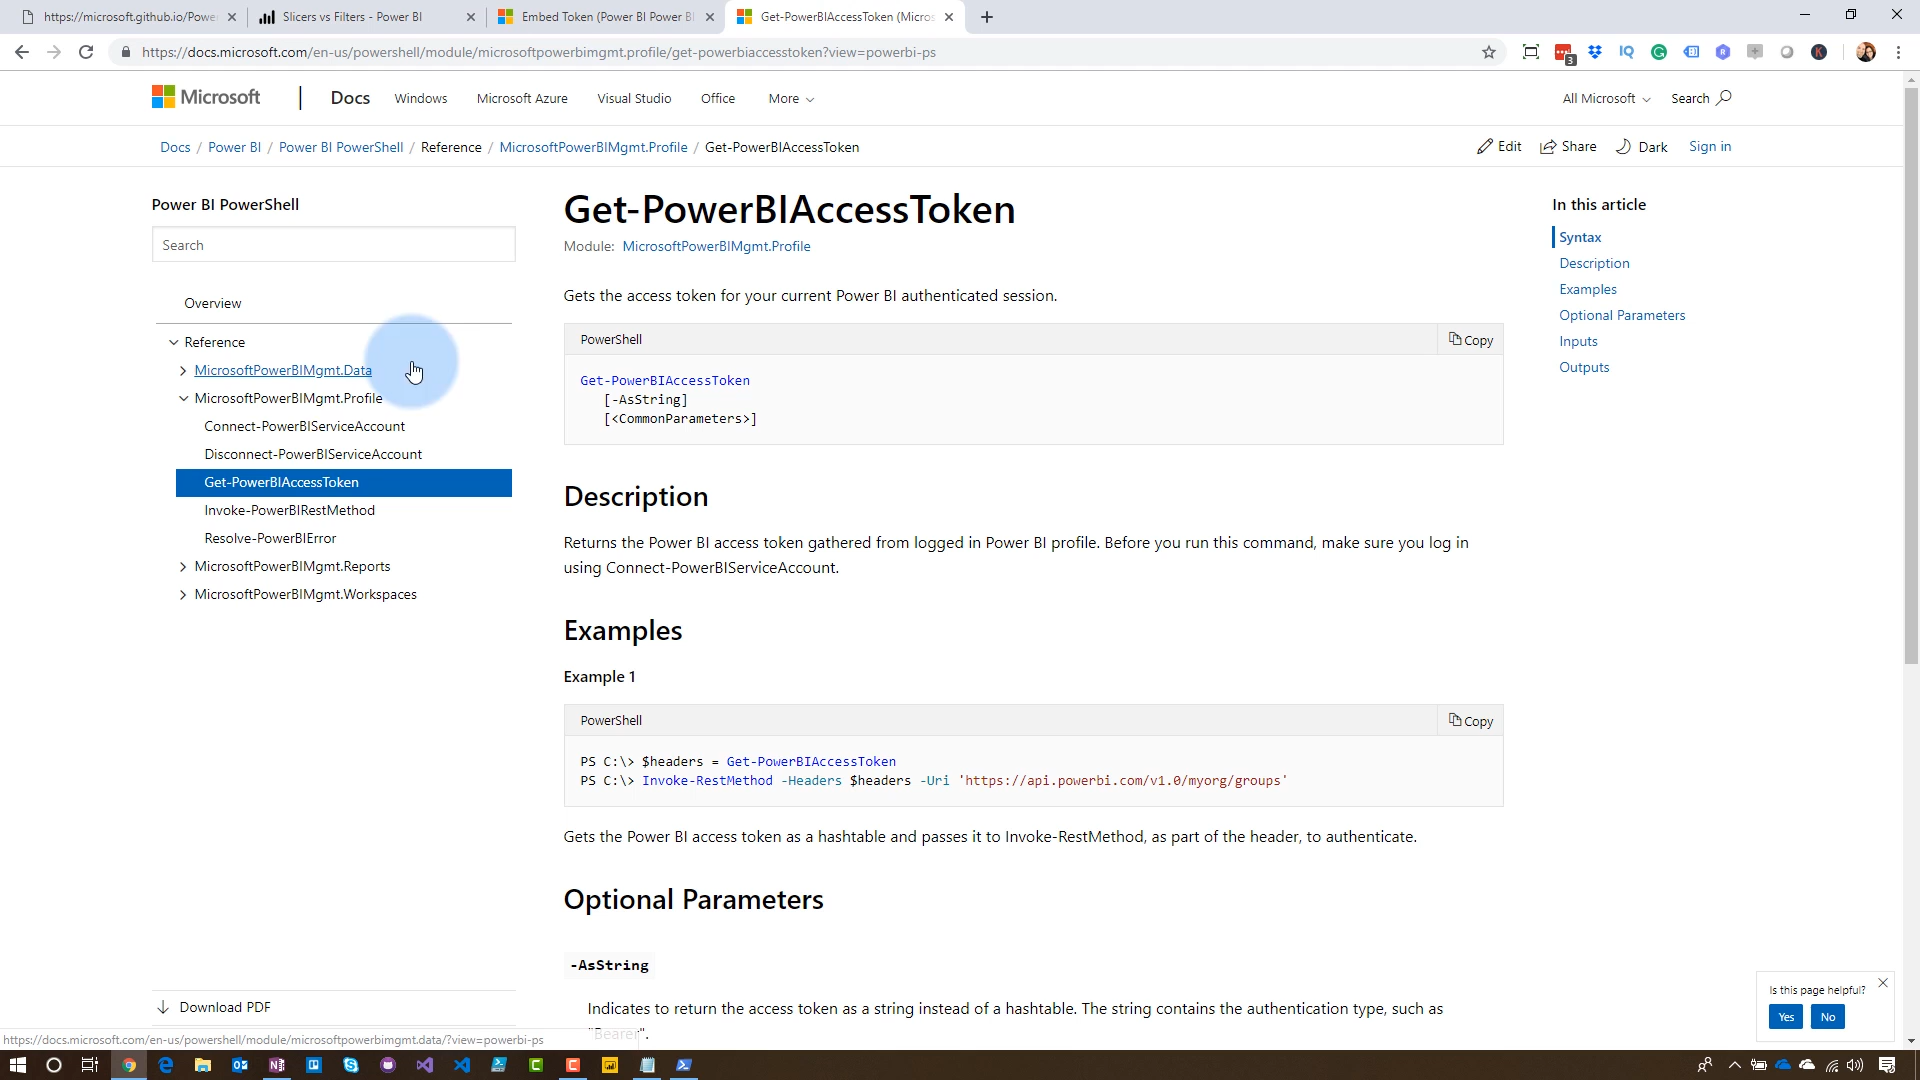 https://microsoft.github.io/Powe
Slicers vs Filters - Power BI
Embed Token (Power BI Power BI
Get-PowerBIAccessToken (Micros
https://docs.microsoft.com/en-us/powershell/module/microsoftpowerbimgmt.profile/get-powerbiaccesstoken?view=powerbi-ps
3
Microsoft
Docs
Windows
Microsoft Azure
Visual Studio
Office
More
All Microsoft
Search
Docs / Power BI / Power BI PowerShell / Reference / MicrosoftPowerBIMgmt.Profile / Get-PowerBIAccessToken
Edit
Share
Dark
Sign in
Power BI PowerShell
Search
Overview
Reference
MicrosoftPowerBIMgmt.Data
MicrosoftPowerBIMgmt.Profile
Connect-PowerBIServiceAccount
Disconnect-PowerBIServiceAccount
Get-PowerBIAccessToken
Invoke-PowerBIRestMethod
Resolve-PowerBIError
MicrosoftPowerBIMgmt.Reports
MicrosoftPowerBIMgmt.Workspaces
Download PDF
Get-PowerBIAccessToken
Module: MicrosoftPowerBIMgmt.Profile
Gets the access token for your current Power BI authenticated session.
PowerShell
Copy
Get-PowerBIAccessToken
[-AsString]
[<CommonParameters>]
Description
Returns the Power BI access token gathered from logged in Power BI profile. Before you run this command, make sure you log in
using Connect-PowerBIServiceAccount.
Examples
Example 1
PowerShell
Copy
PS C:\> $headers = Get-PowerBIAccessToken
PS C:\> Invoke-RestMethod -Headers $headers -Uri 'https://api.powerbi.com/v1.0/myorg/groups'
Gets the Power BI access token as a hashtable and passes it to Invoke-RestMethod, as part of the header, to authenticate.
Optional Parameters
-AsString
Indicates to return the access token as a string instead of a hashtable. The string contains the authentication type, such as
"Bearer".
In this article
Syntax
Description
Examples
Optional Parameters
Inputs
Outputs
Is this page helpful?
Yes
No
https://docs.microsoft.com/en-us/powershell/module/microsoftpowerbimgmt.data/?view=powerbi-ps